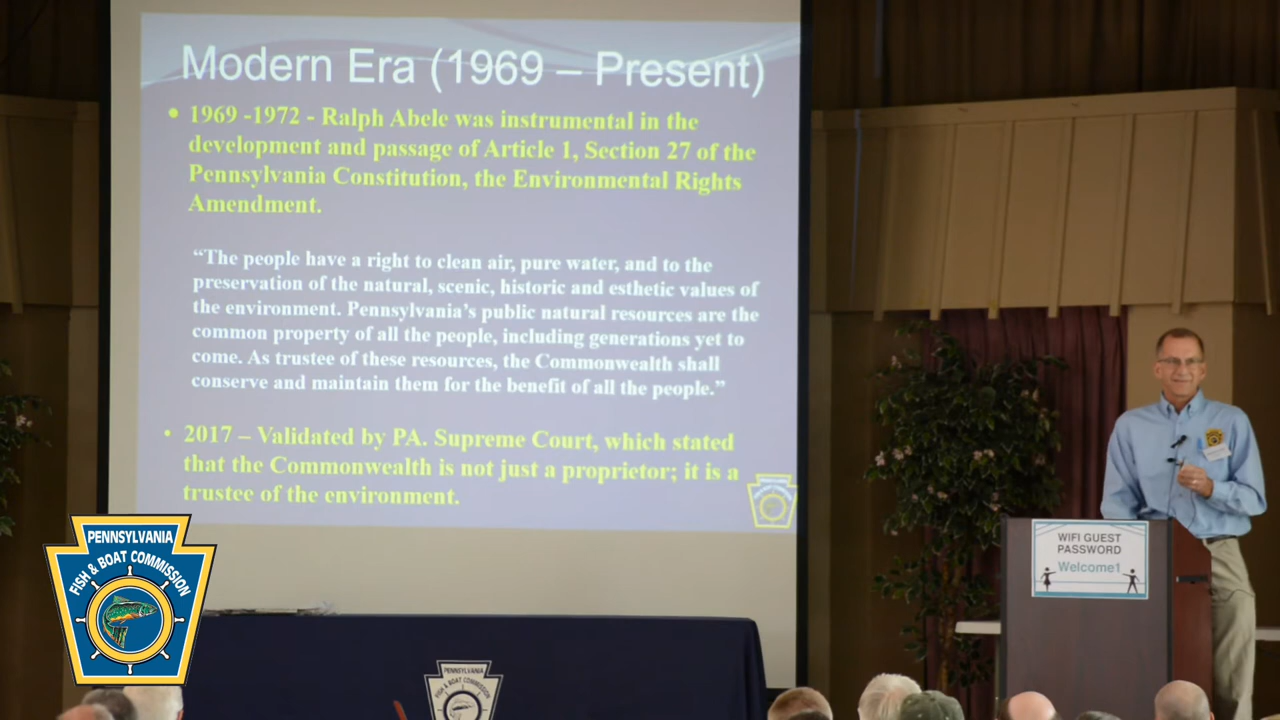 Modern Era (1969 – Present)
• 1969 -1972 - Ralph Abele was instrumental in the
development and passage of Article 1, Section 27 of the
Pennsylvania Constitution, the Environmental Rights
Amendment.
“The people have a right to clean air, pure water, and to the
preservation of the natural, scenic, historic and esthetic values of
the environment. Pennsylvania’s public natural resources are the
common property of all the people, including generations yet to
come. As trustee of these resources, the Commonwealth shall
conserve and maintain them for the benefit of all the people.”
• 2017 – Validated by PA. Supreme Court, which stated
that the Commonwealth is not just a proprietor; it is a
trustee of the environment.
WIFI GUEST
PASSWORD
Welcome1
PENNSYLVANIA
FISH & BOAT COMMISSION
PENNSYLVANIA
FISH & BOAT COMMISSION